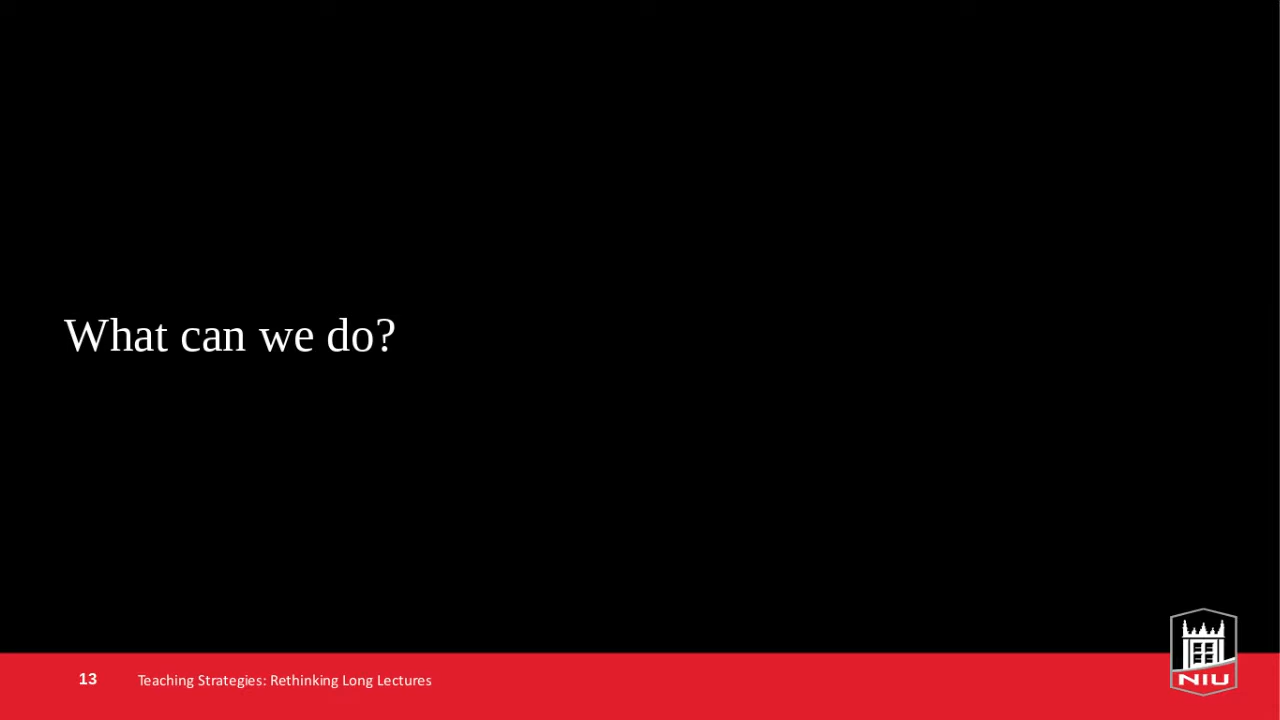 What can we do?
13 Teaching Strategies: Rethinking Long Lectures
NIU